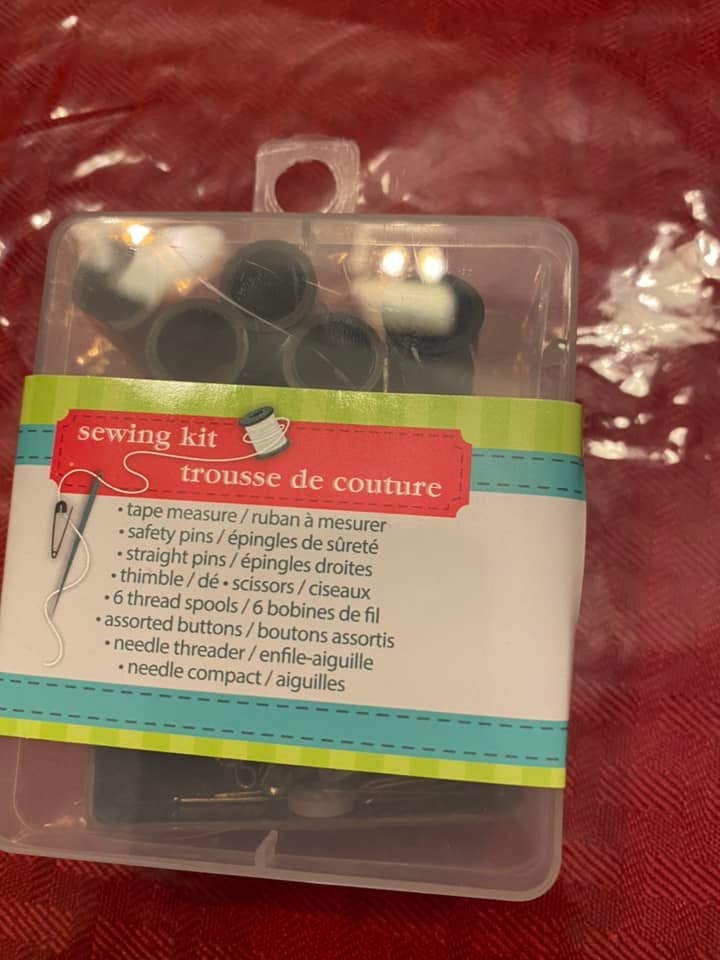 sewing kit
trousse de couture
• tape measure / ruban à mesurer
• safety pins / épingles de sûreté
• straight pins / épingles droites
• thimble / dé • scissors / ciseaux
• 6 thread spools / 6 bobines de fil
• assorted buttons / boutons assortis
• needle threader / enfile-aiguille
• needle compact / aiguilles